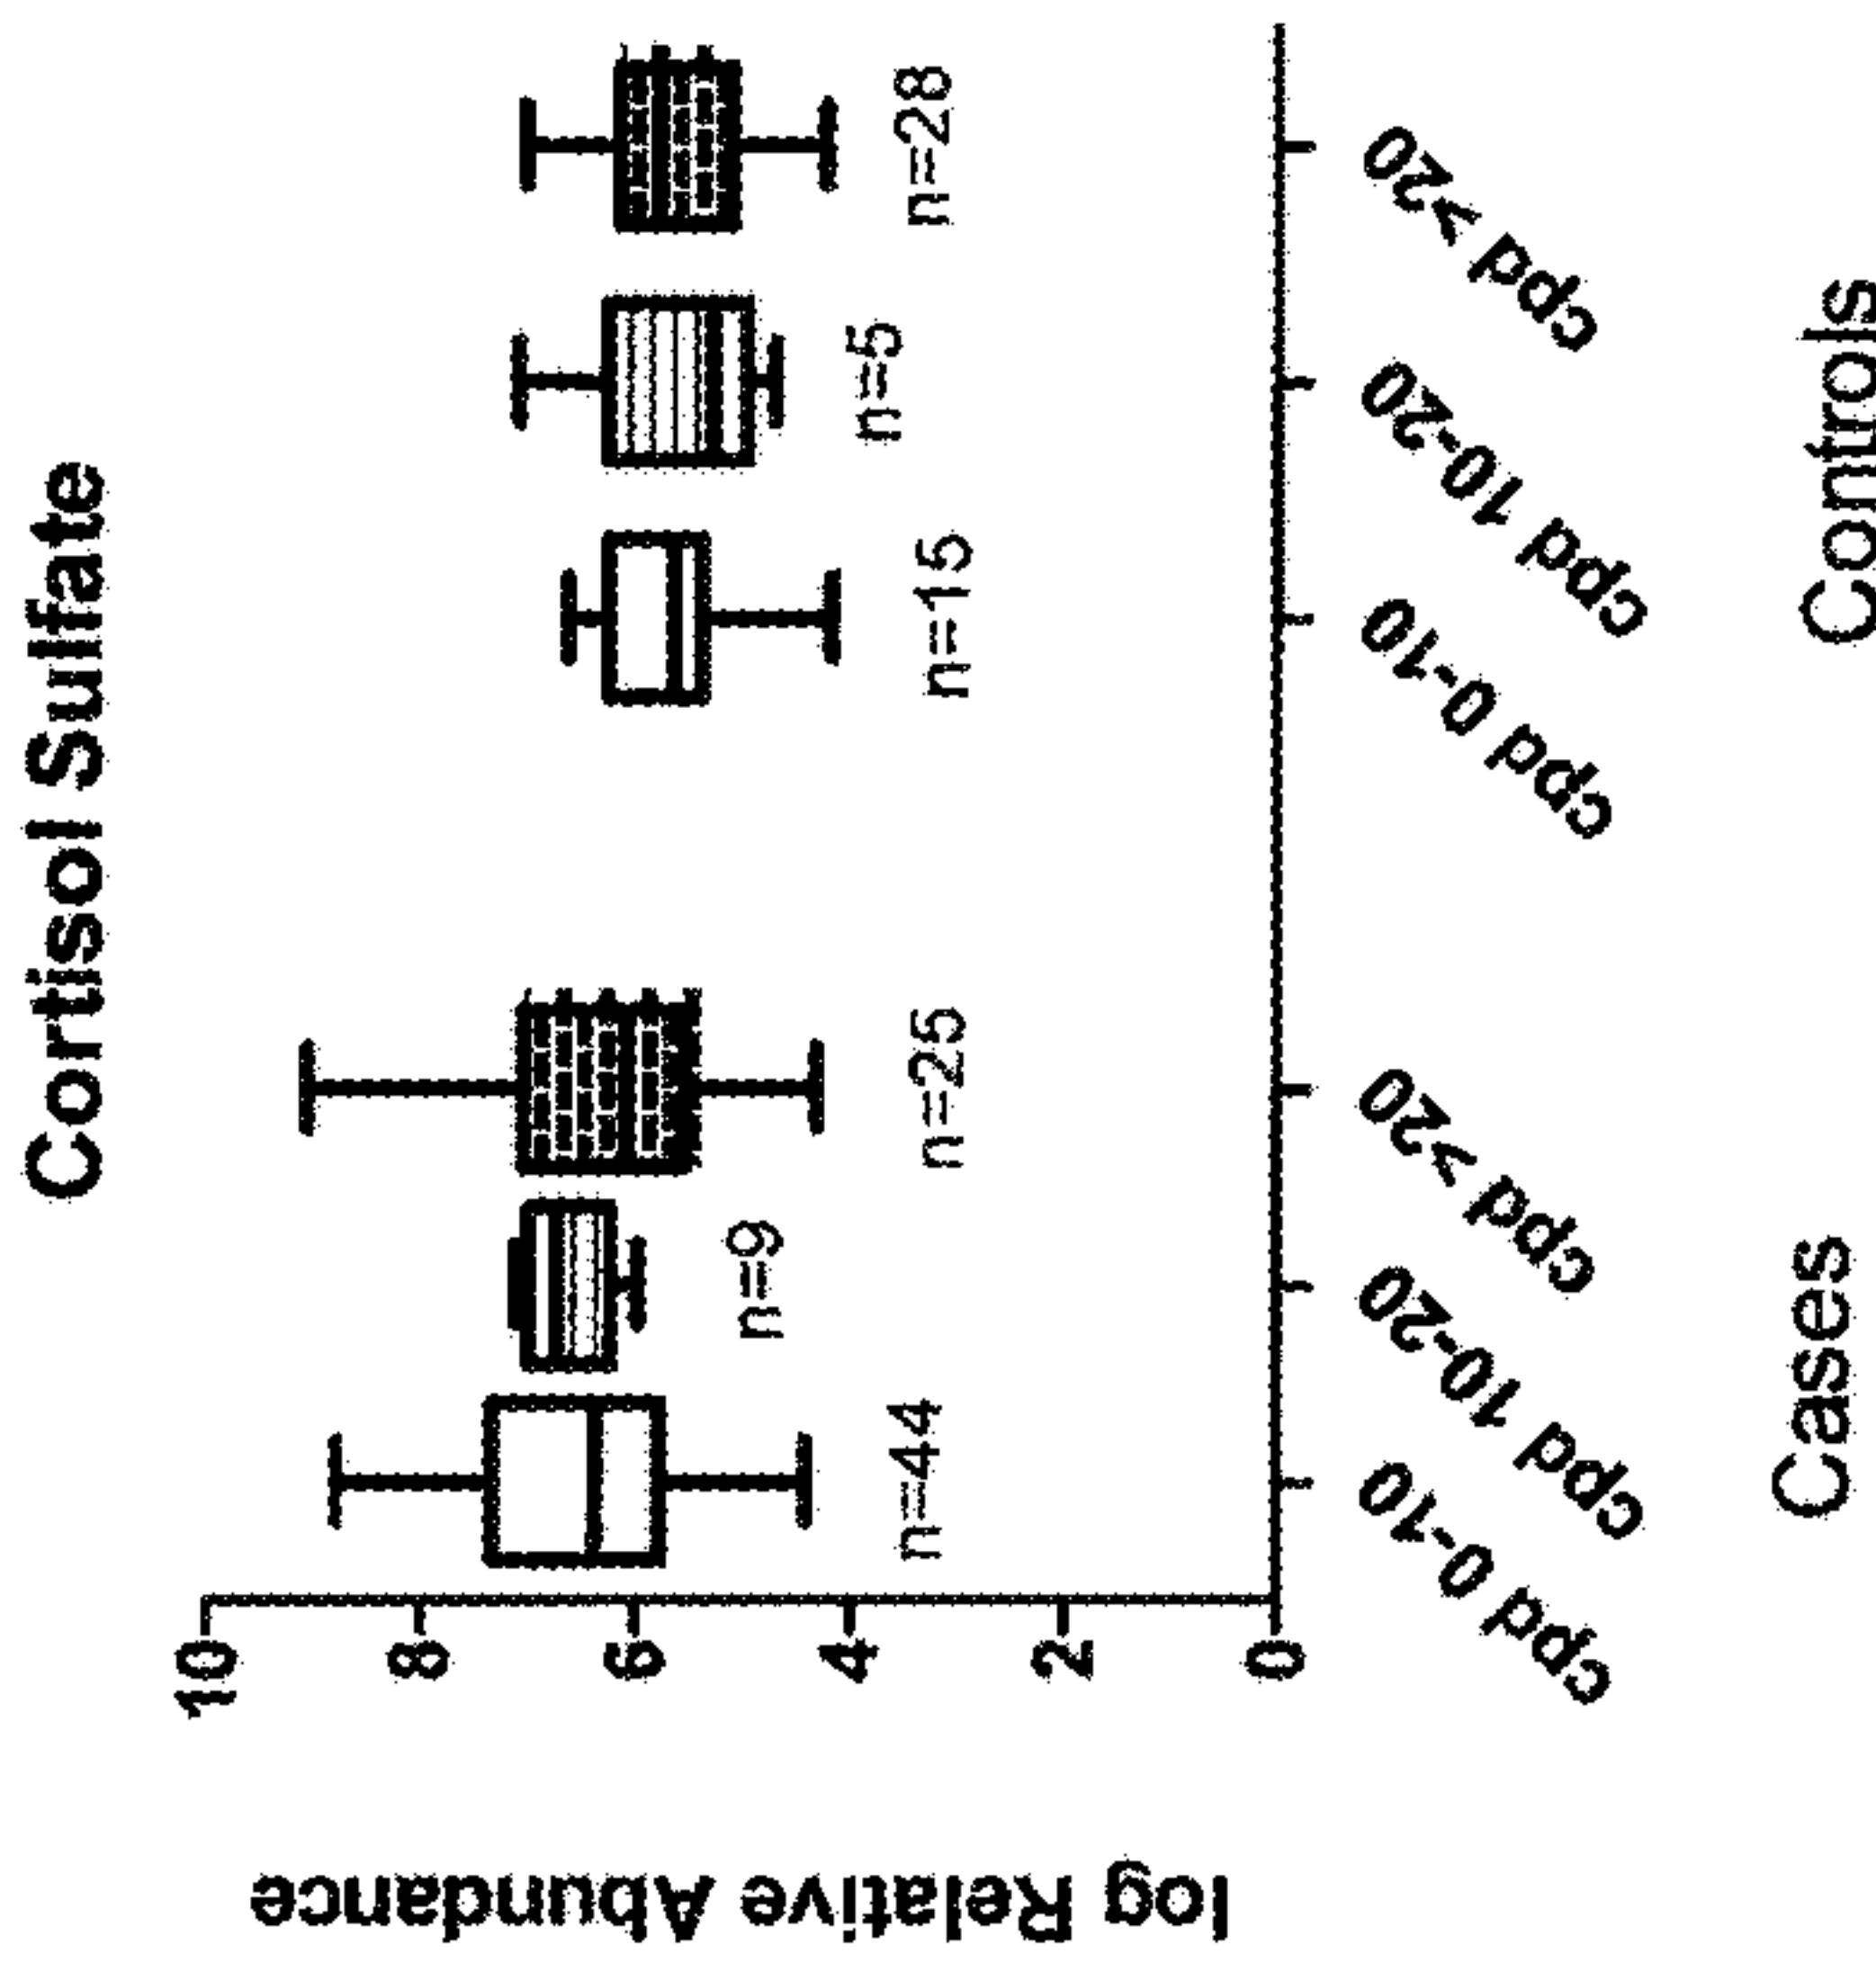 Cortisol Sulfate
log Relative Abundance
10
8
6
4
2
0
n=44
n=9
n=25
n=15
n=5
n=28
cpd 0-10
cpd 10-20
cpd >20
cpd 0-10
cpd 10-20
cpd >20
Cases
Controls